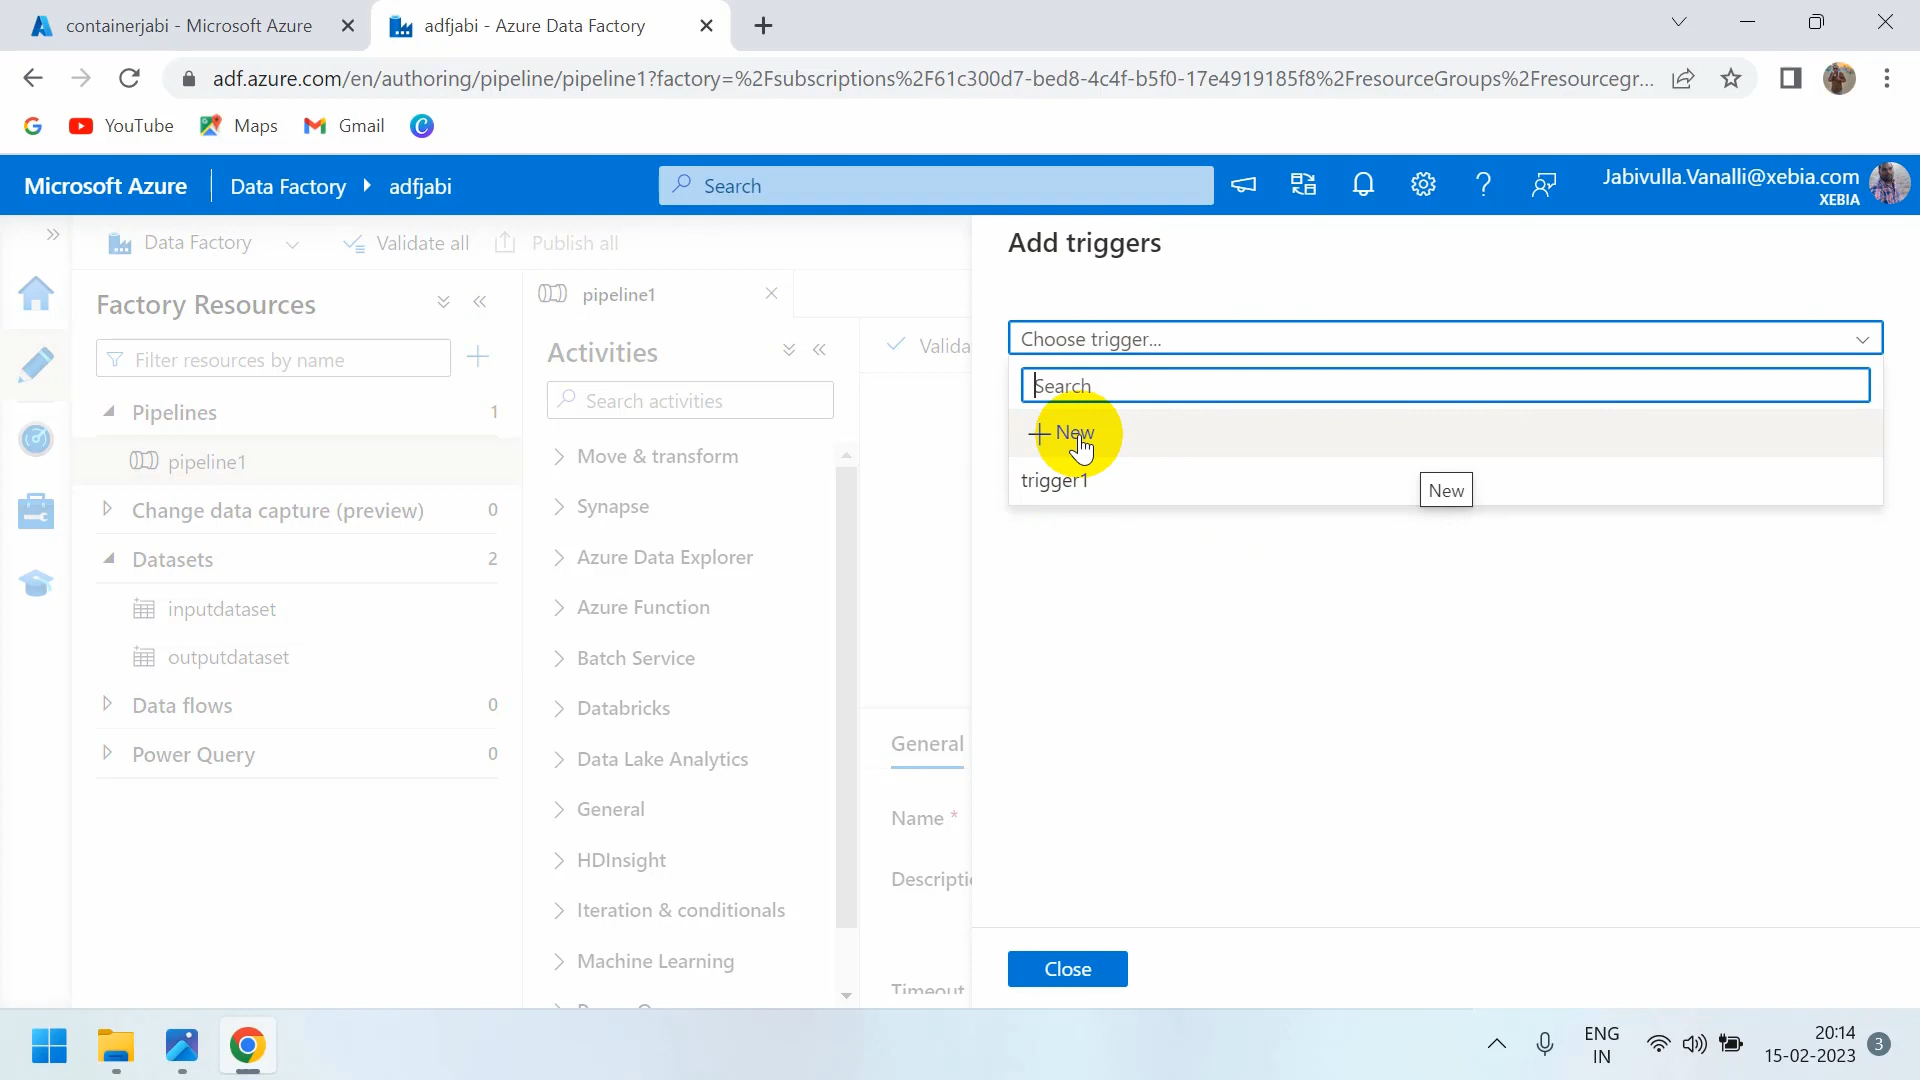 containerjabi - Microsoft Azure
adfjabi - Azure Data Factory
adf.azure.com/en/authoring/pipeline/pipeline1?factory=%2Fsubscriptions%2F61c300d7-bed8-4c4f-b5f0-17e4919185f8%2FresourceGroups%2Fresourcegr...
YouTube
Maps
Gmail
Microsoft Azure
Data Factory
adfjabi
Search
Jabivulla.Vanalli@xebia.com
XEBIA
Data Factory
Validate all
Publish all
Factory Resources
Filter resources by name
Pipelines 1
pipeline1
Change data capture (preview) 0
Datasets 2
inputdataset
outputdataset
Data flows 0
Power Query 0
pipeline1
Activities
Search activities
Move & transform
Synapse
Azure Data Explorer
Azure Function
Batch Service
Databricks
Data Lake Analytics
General
HDInsight
Iteration & conditionals
Machine Learning
Valida
General
Name *
Descriptio
Timeout
Add triggers
Choose trigger...
Search
New
trigger1
New
Close
ENG
IN
20:14
15-02-2023
3